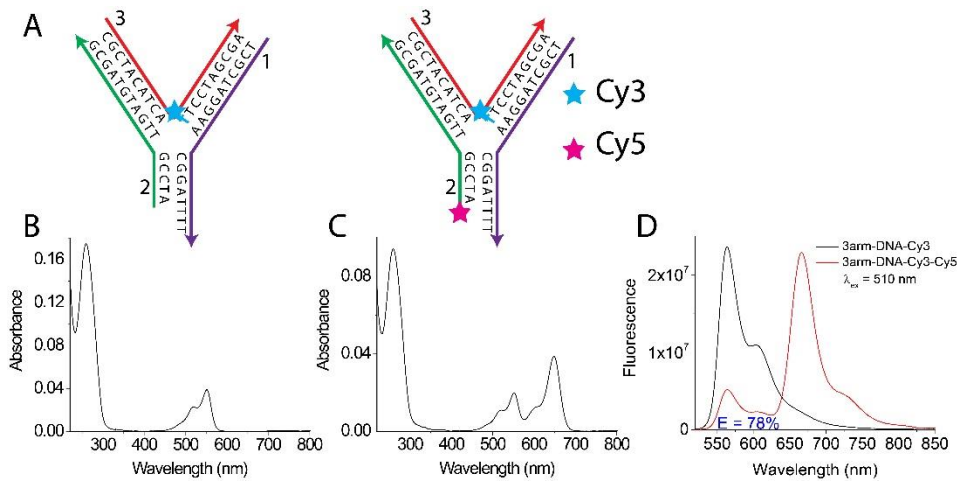 A
3
1
CGCTACATCA
GCGATGTAGTT
TCCTAGCGA
AAGGATCGCT
2
GCCTA
CGGATTTT
3
1
CGCTACATCA
GCGATGTAGTT
TCCTAGCGA
AAGGATCGCT
2
GCCTA
CGGATTTT
Cy3
Cy5
B
0.16
0.12
0.08
0.04
0.00
Absorbance
300 400 500 600 700 800
Wavelength (nm)
C
0.08
0.04
0.00
Absorbance
300 400 500 600 700 800
Wavelength (nm)
D
3arm-DNA-Cy3
3arm-DNA-Cy3-Cy5
λex = 510 nm
2x10⁷
1x10⁷
0
Fluorescence
E = 78%
550 600 650 700 750 800 850
Wavelength (nm)